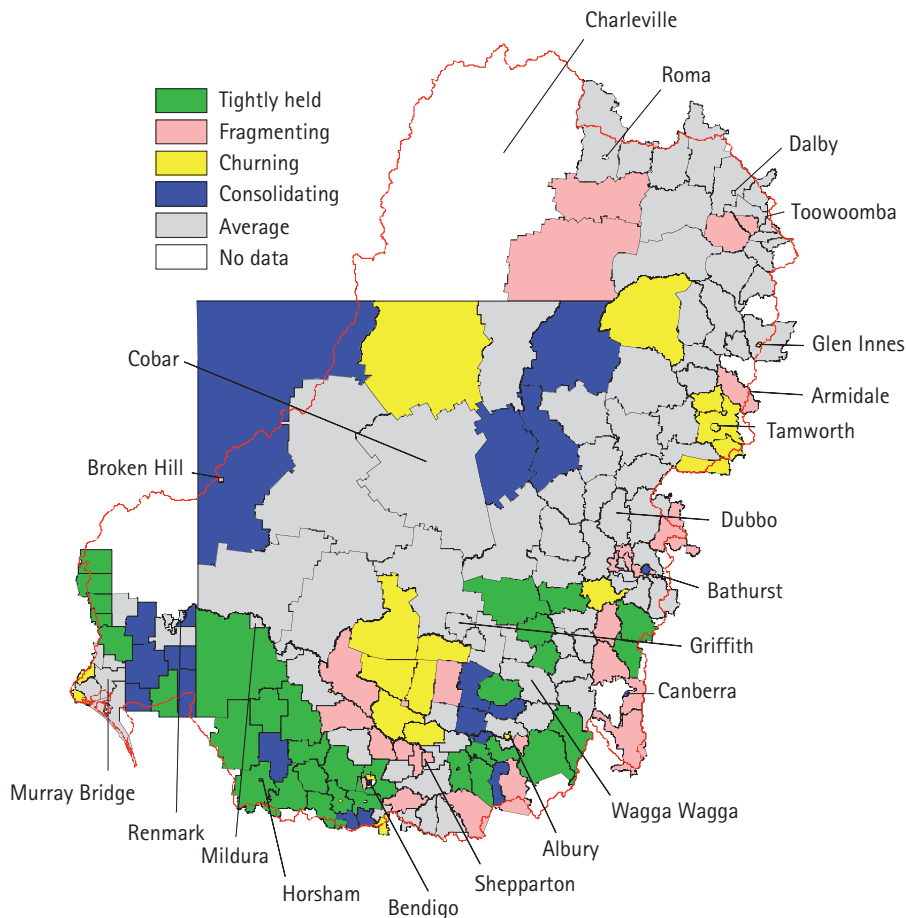 Charleville
Roma
Tightly held
Fragmenting
Churning
Consolidating
Average
No data
Dalby
Toowoomba
Glen Innes
Cobar
Armidale
Tamworth
Broken Hill
Dubbo
Bathurst
Griffith
Canberra
Murray Bridge
Wagga Wagga
Renmark
Albury
Mildura
Shepparton
Horsham
Bendigo